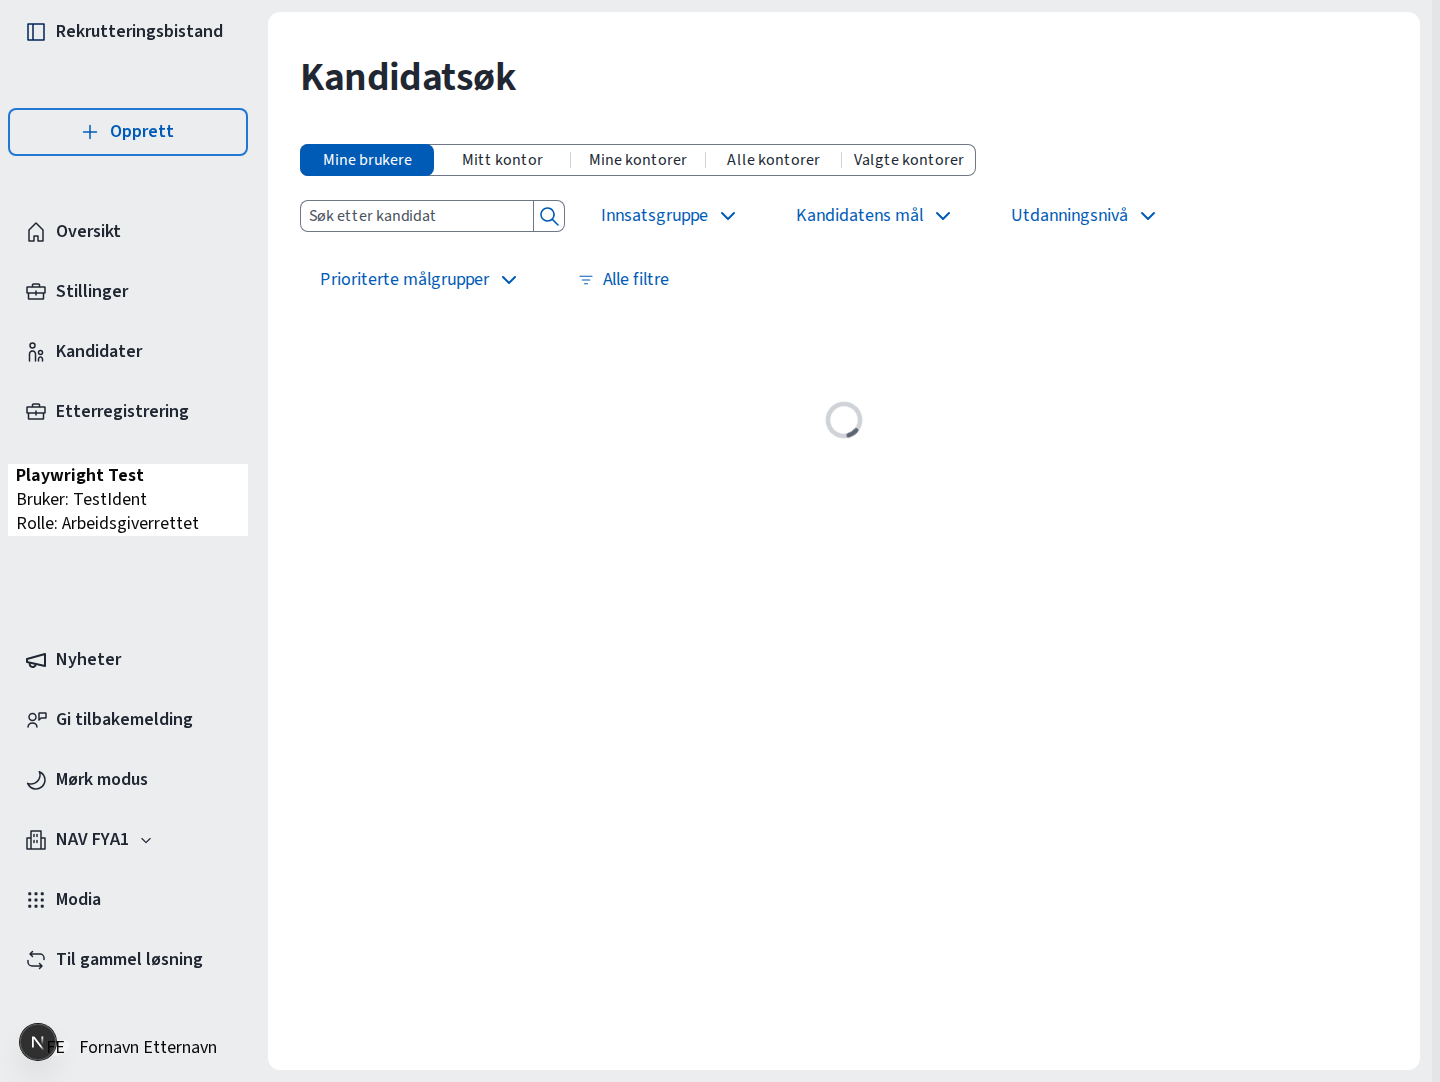 Rekrutteringsbistand
Opprett
Oversikt
Stillinger
Kandidater
Etterregistrering
Playwright Test
Bruker: TestIdent
Rolle: Arbeidsgiverrettet
Nyheter
Gi tilbakemelding
Mørk modus
NAV FYA1
Modia
Til gammel løsning
N
FE Fornavn Etternavn
Kandidatsøk
Mine brukere Mitt kontor Mine kontorer Alle kontorer Valgte kontorer
Søk etter kandidat Innsatsgruppe Kandidatens mål Utdanningsnivå
Prioriterte målgrupper Alle filtre